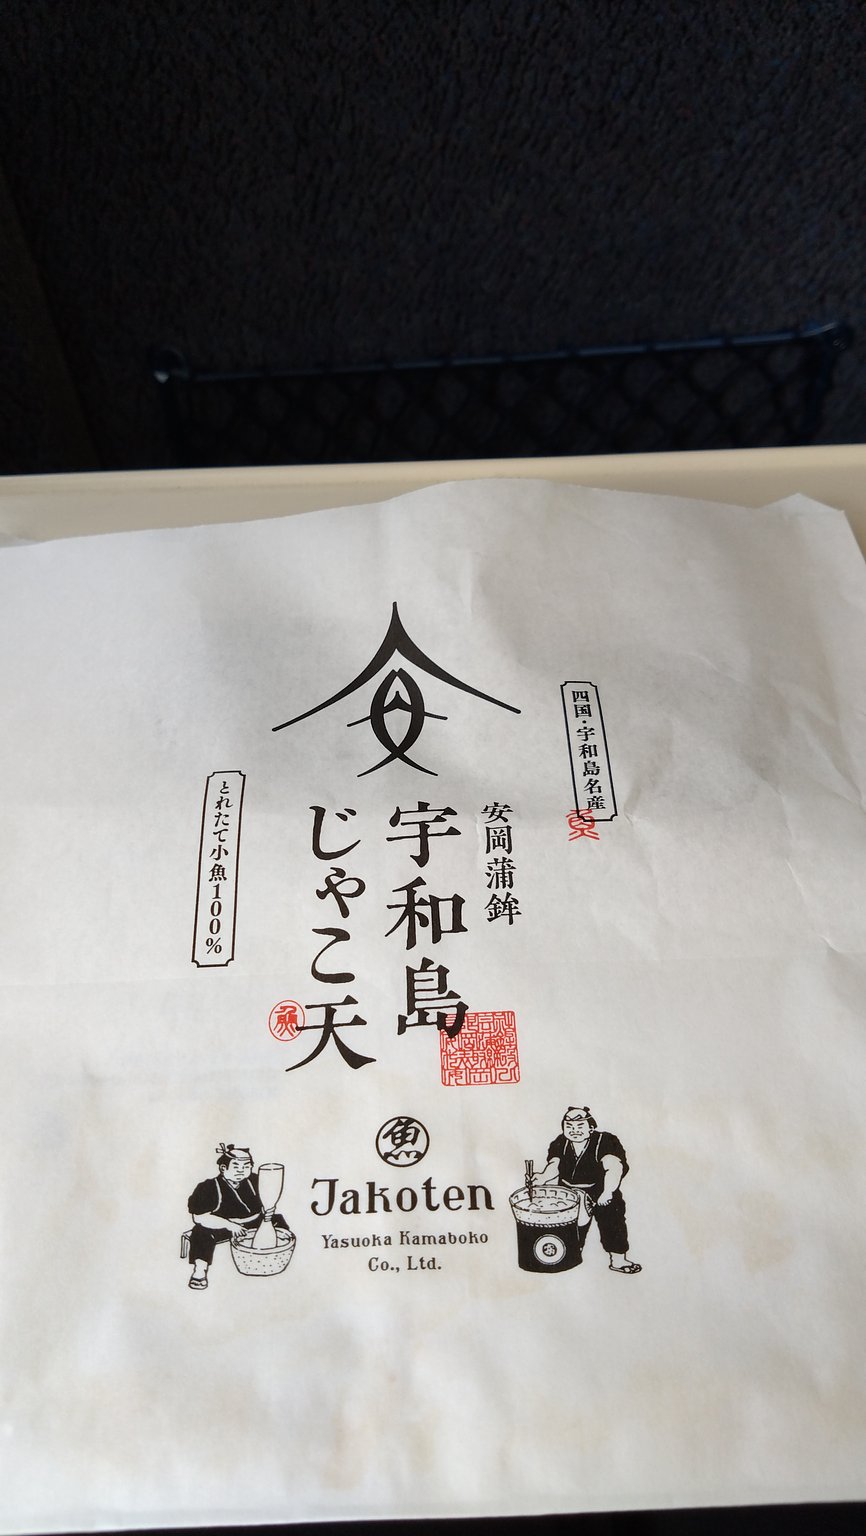 四国・宇和島名産
安岡蒲鉾
宇和島
じゃこ天
とれたて小魚100%
魚
Jakoten
Yasuoka Kamaboko
Co., Ltd.